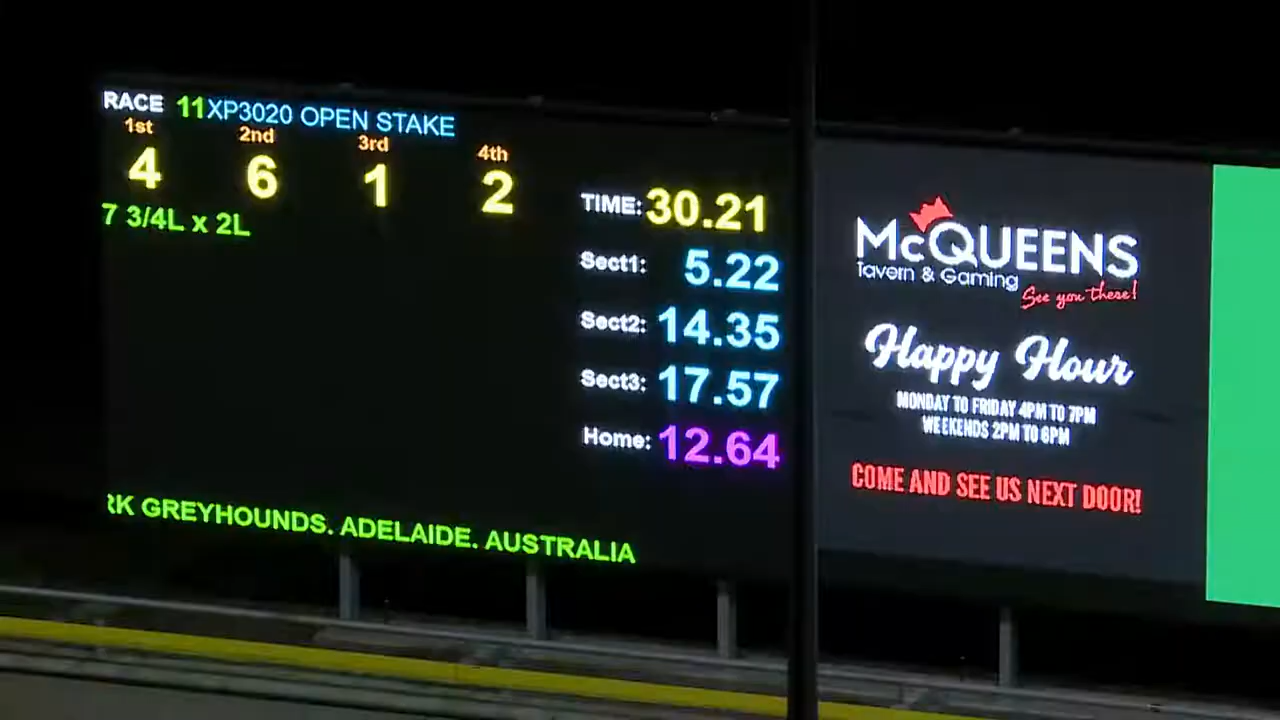 RACE 11XP3020 OPEN STAKE
1st 2nd 3rd 4th
4 6 1 2
7 3/4L x 2L
TIME: 30.21
Sect1: 5.22
Sect2: 14.35
Sect3: 17.57
Home: 12.64
RK GREYHOUNDS. ADELAIDE. AUSTRALIA
McQUEENS
Tavern & Gaming
See you there!
Happy Hour
MONDAY TO FRIDAY 4PM TO 7PM
WEEKENDS 2PM TO 6PM
COME AND SEE US NEXT DOOR!